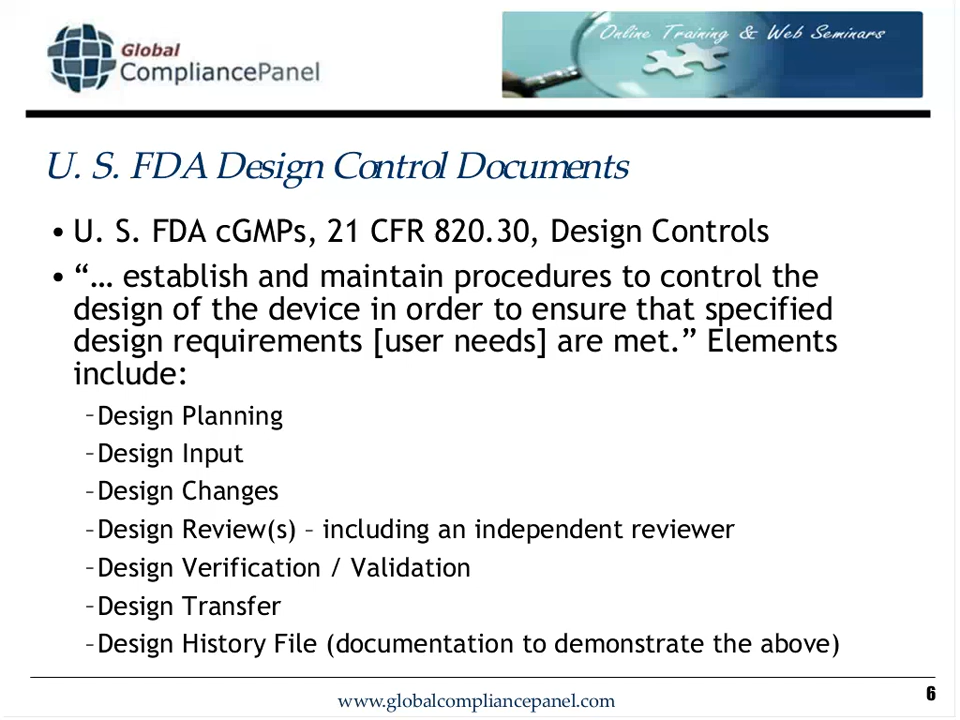 Global
CompliancePanel
Online Training & Web Seminars
U. S. FDA Design Control Documents
• U. S. FDA cGMPs, 21 CFR 820.30, Design Controls
• “… establish and maintain procedures to control the
design of the device in order to ensure that specified
design requirements [user needs] are met.” Elements
include:
–Design Planning
–Design Input
–Design Changes
–Design Review(s) – including an independent reviewer
–Design Verification / Validation
–Design Transfer
–Design History File (documentation to demonstrate the above)
www.globalcompliancepanel.com
6